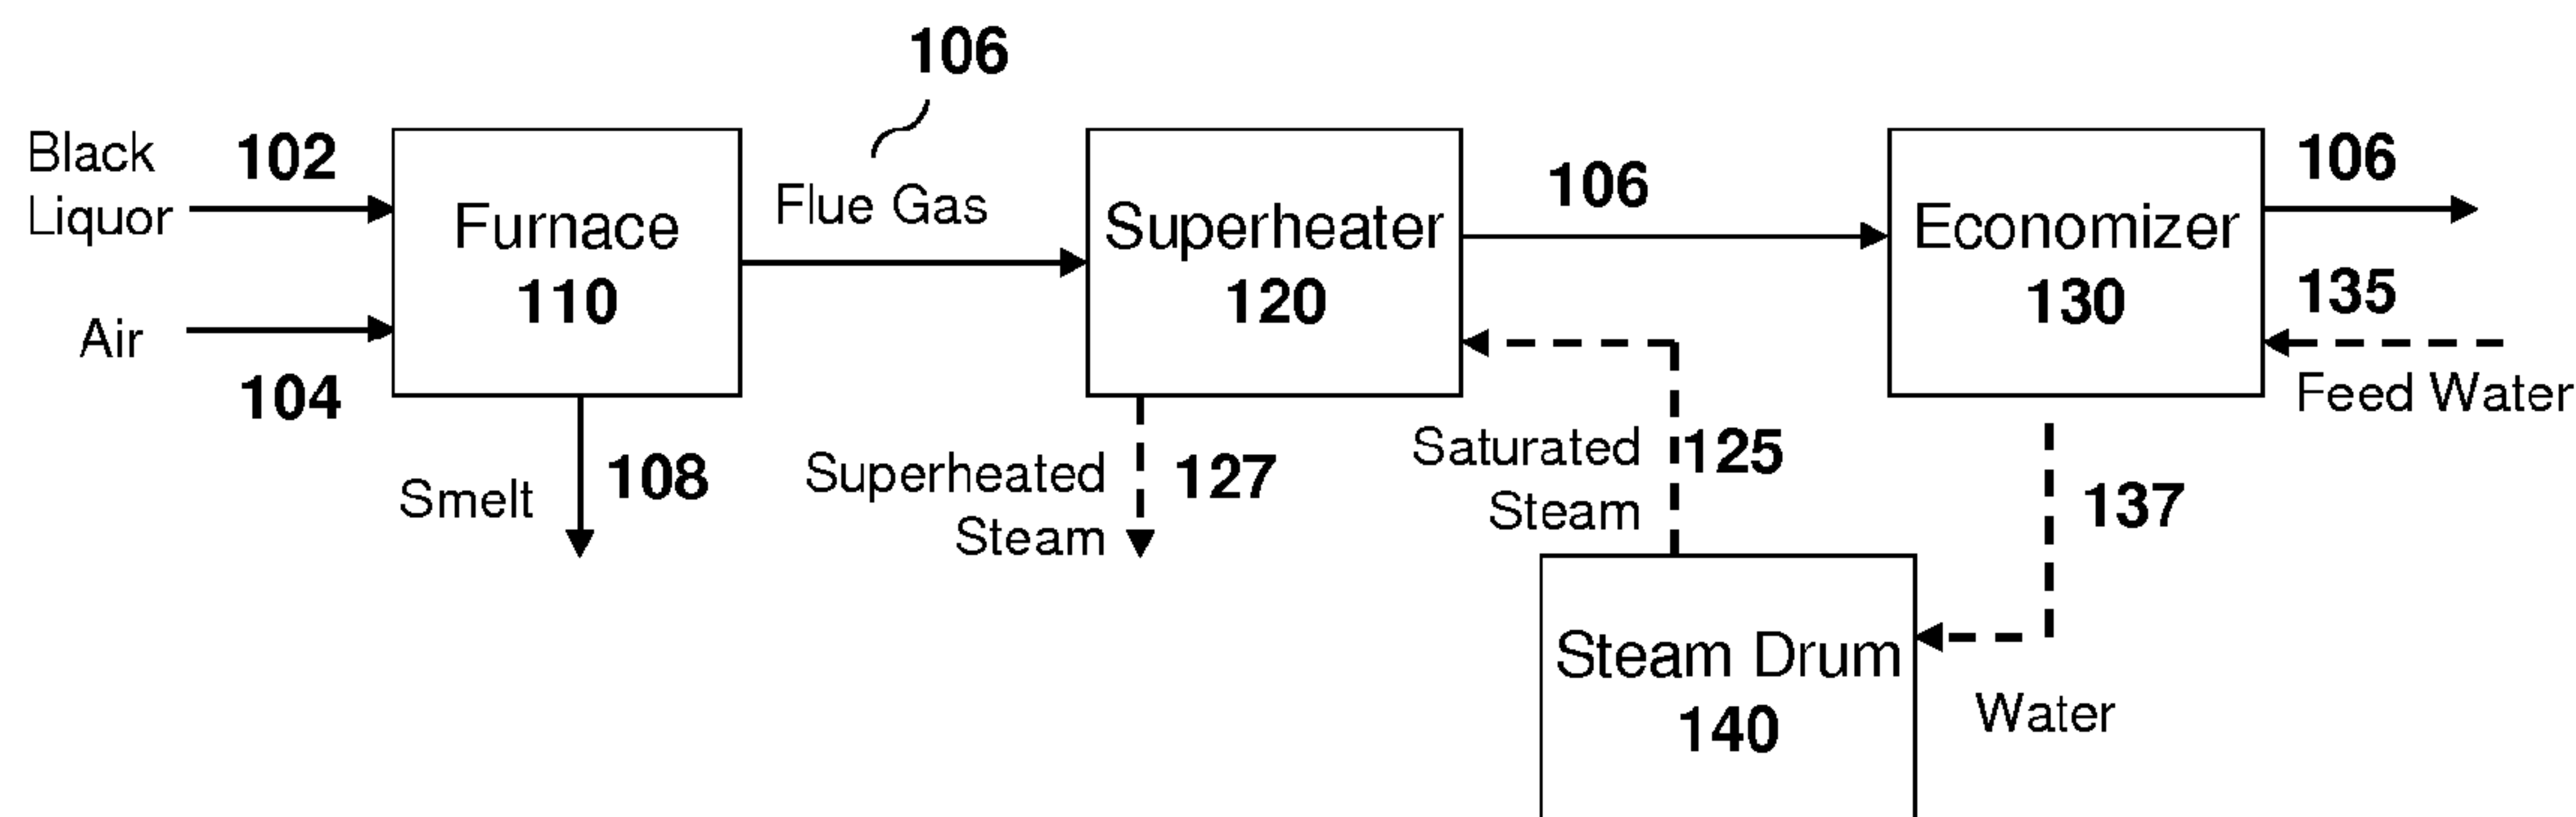 106
Black
Liquor
102
Air
104
Furnace
110
Flue Gas
Smelt
108
Superheater
120
106
Superheated
Steam
127
Saturated
Steam
125
Economizer
130
106
135
Feed Water
137
Water
Steam Drum
140